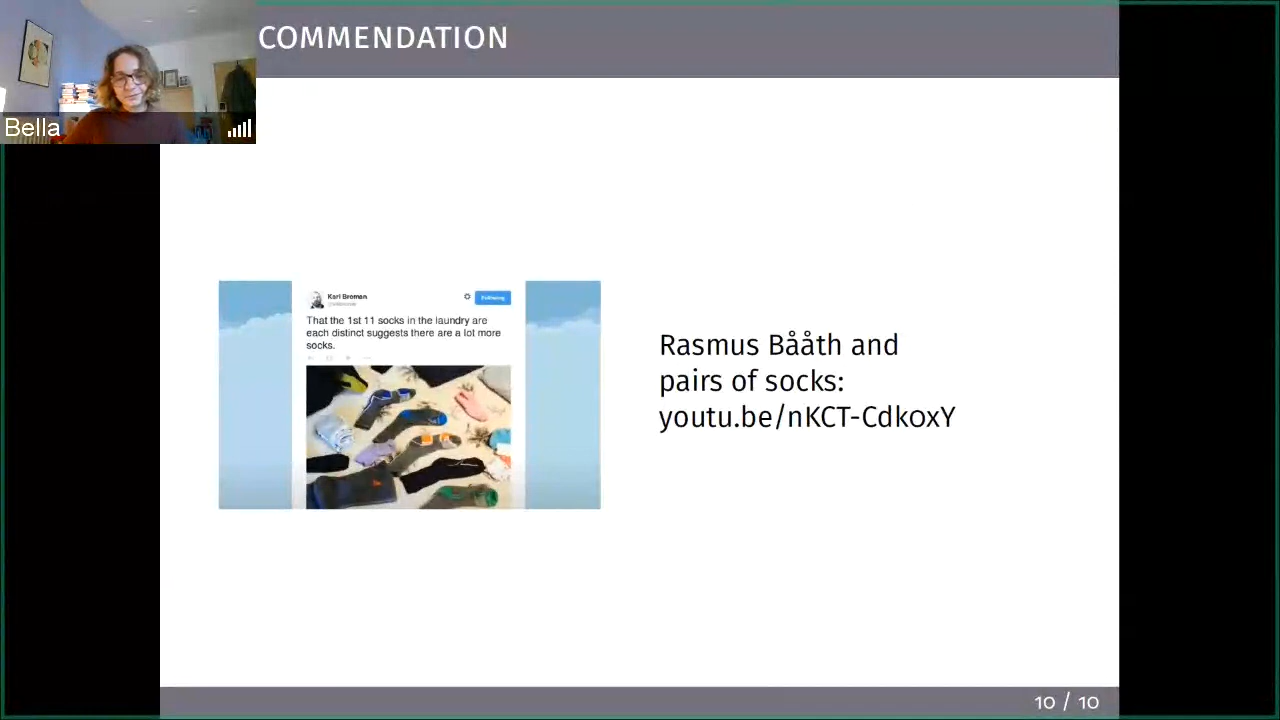 COMMENDATION
Bella
Karl Broman
Following
That the 1st 11 socks in the laundry are
each distinct suggests there are a lot more
socks.
Rasmus Bååth and
pairs of socks:
youtu.be/nKCT-Cdk0xY
10 / 10